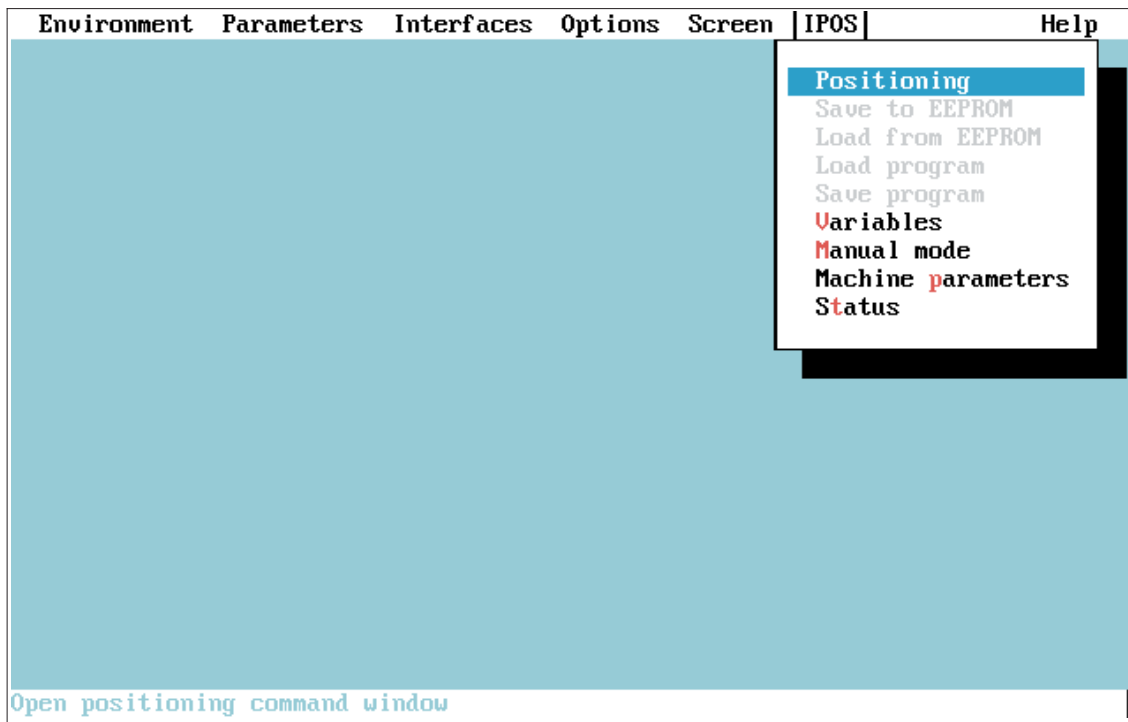 Environment Parameters Interfaces Options Screen |IPOS| Help
Positioning
Save to EEPROM
Load from EEPROM
Load program
Save program
Variables
Manual mode
Machine parameters
Status
Open positioning command window